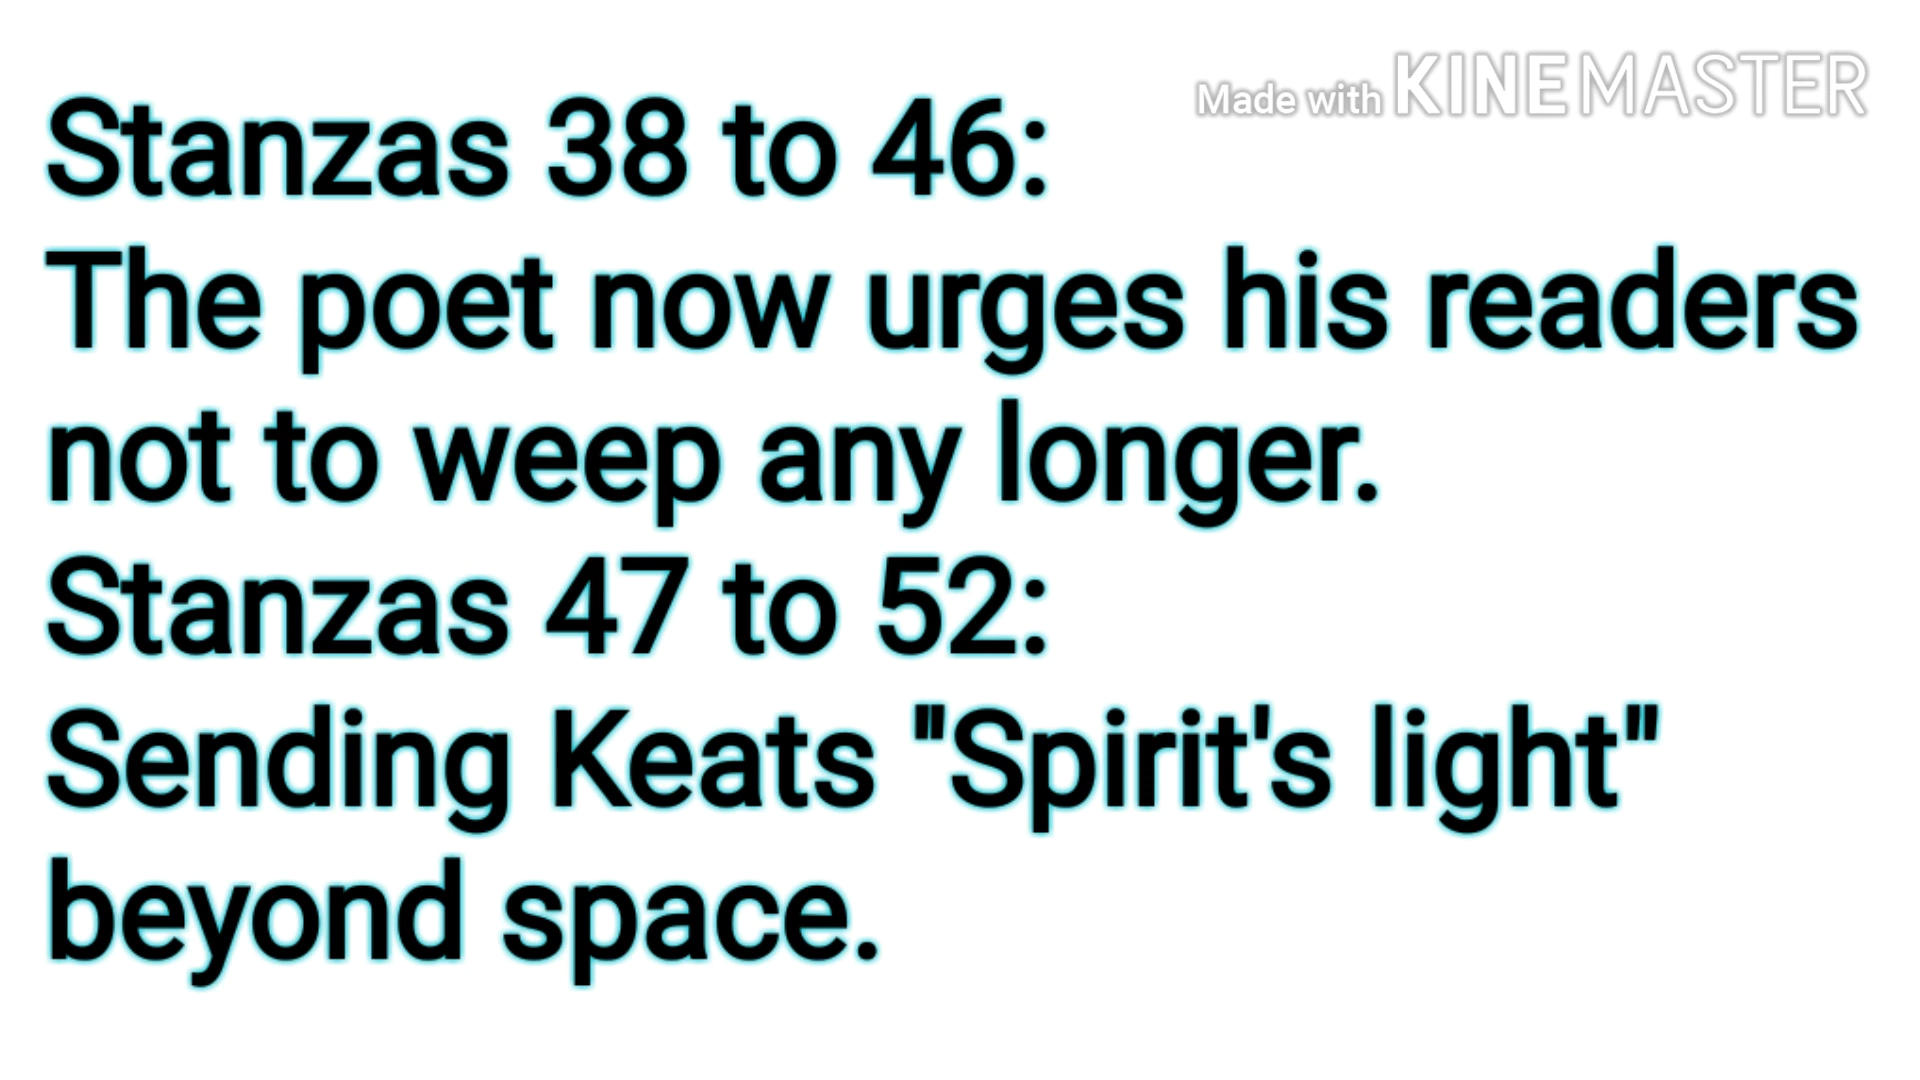 Made with KINEMASTER
Stanzas 38 to 46:
The poet now urges his readers
not to weep any longer.
Stanzas 47 to 52:
Sending Keats "Spirit's light"
beyond space.